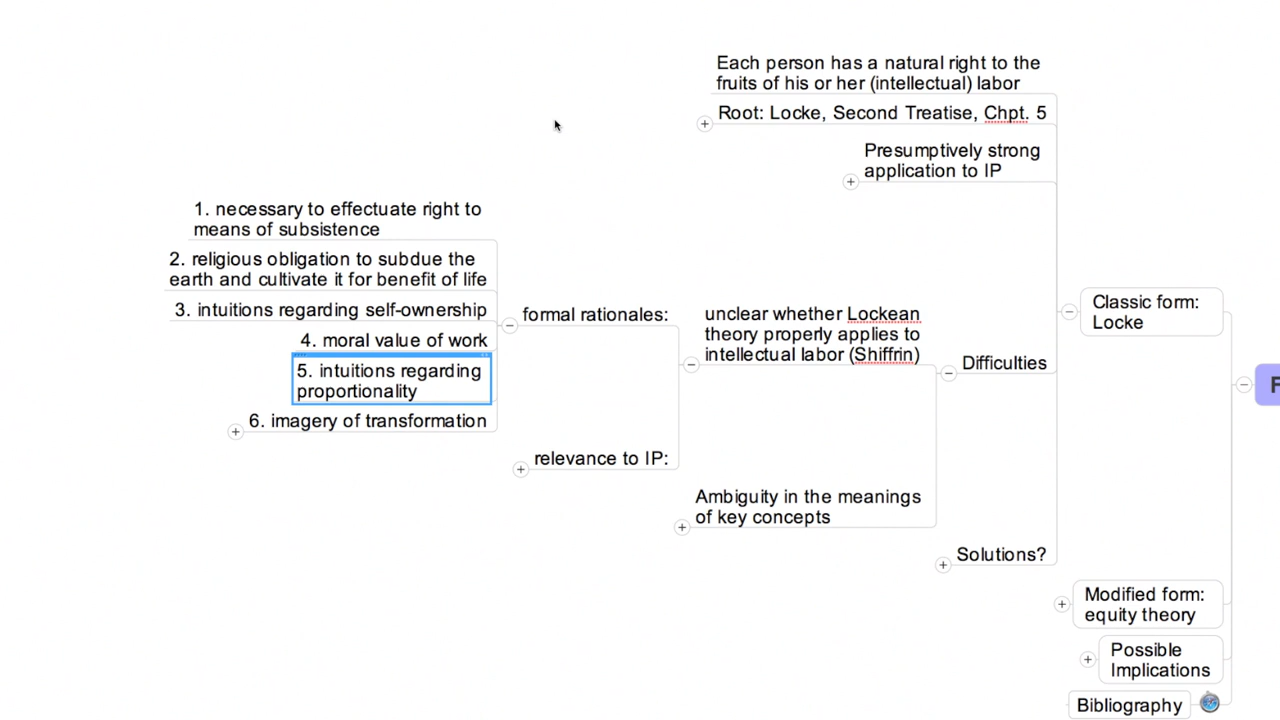 Each person has a natural right to the
fruits of his or her (intellectual) labor
Root: Locke, Second Treatise, Chpt. 5
Presumptively strong
application to IP
1. necessary to effectuate right to
means of subsistence
2. religious obligation to subdue the
earth and cultivate it for benefit of life
3. intuitions regarding self-ownership
4. moral value of work
5. intuitions regarding
proportionality
6. imagery of transformation
formal rationales:
relevance to IP:
unclear whether Lockean
theory properly applies to
intellectual labor (Shiffrin)
Ambiguity in the meanings
of key concepts
Difficulties
Solutions?
Classic form:
Locke
F
Modified form:
equity theory
Possible
Implications
Bibliography